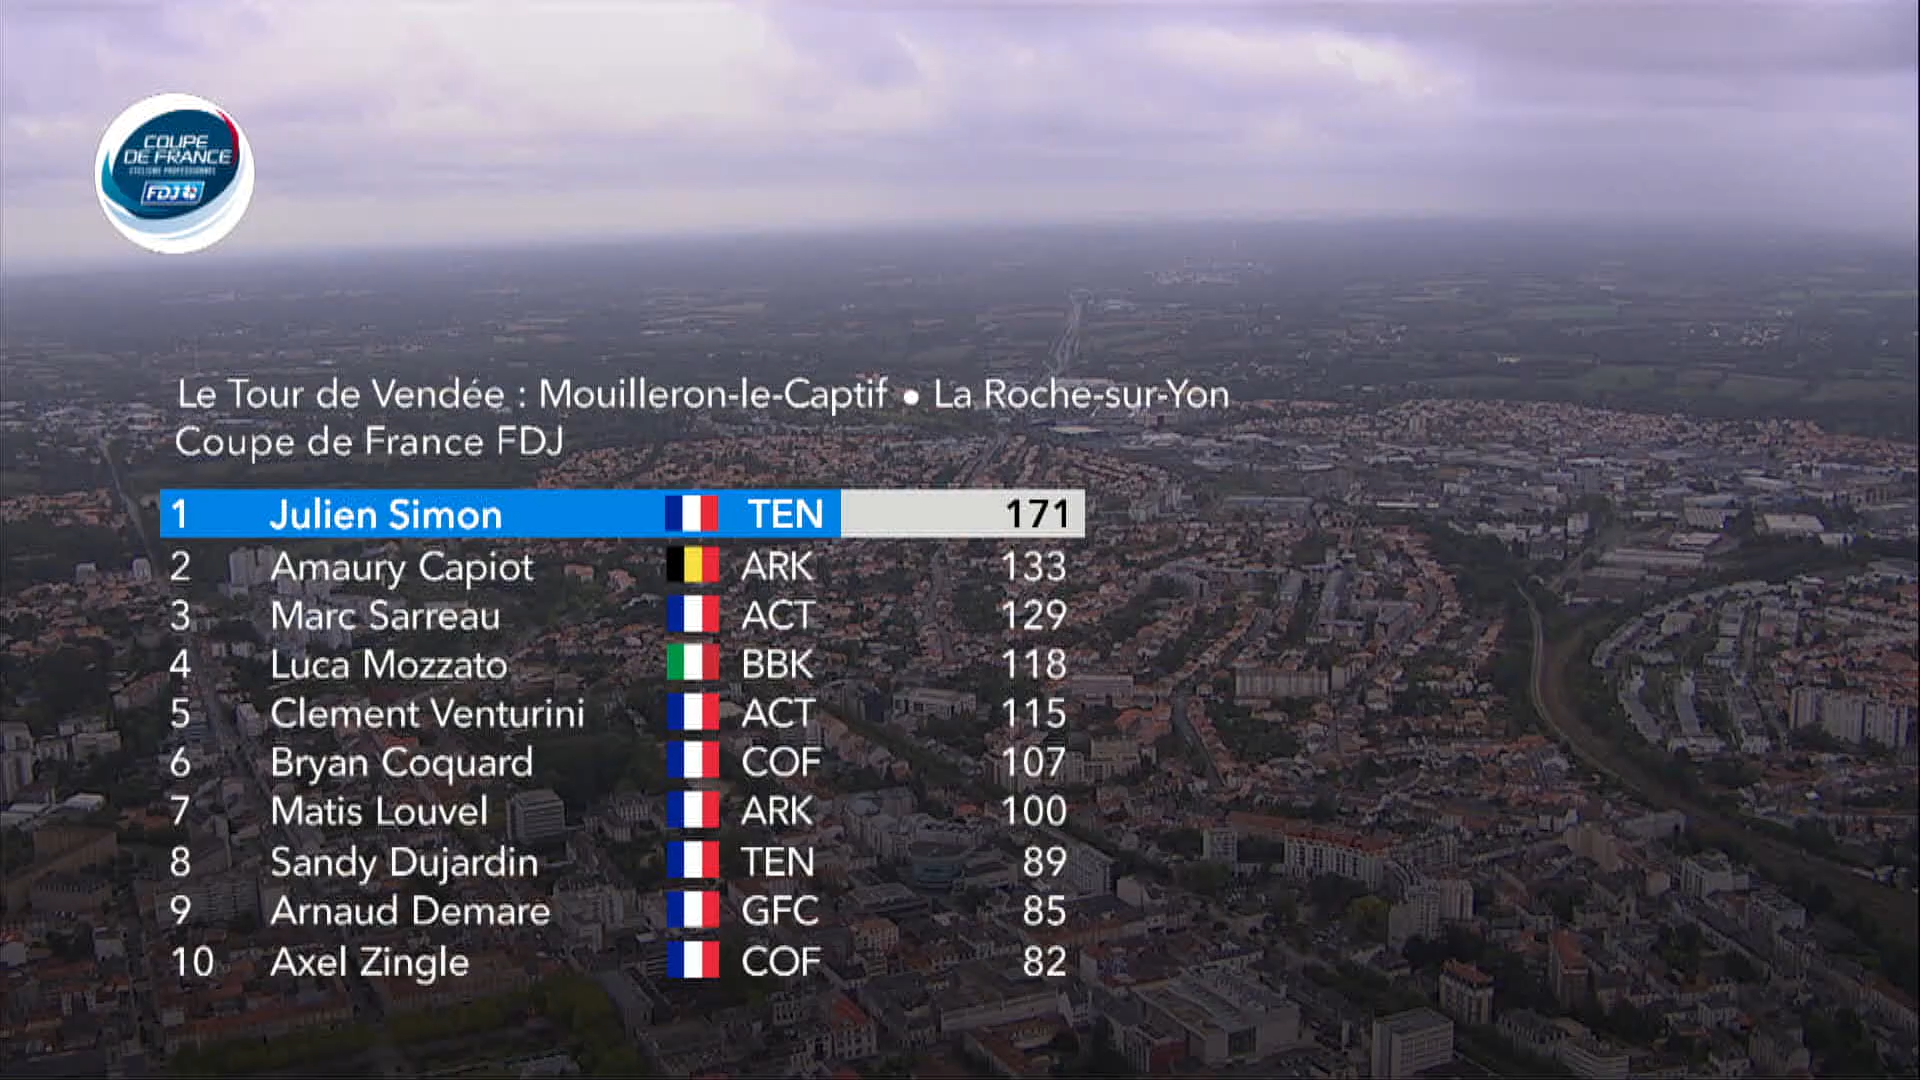 COUPE
DE FRANCE
CYCLISME PROFESSIONNEL
FDJ
Le Tour de Vendée : Mouilleron-le-Captif • La Roche-sur-Yon
Coupe de France FDJ
1 Julien Simon TEN 171
2 Amaury Capiot ARK 133
3 Marc Sarreau ACT 129
4 Luca Mozzato BBK 118
5 Clement Venturini ACT 115
6 Bryan Coquard COF 107
7 Matis Louvel ARK 100
8 Sandy Dujardin TEN 89
9 Arnaud Demare GFC 85
10 Axel Zingle COF 82